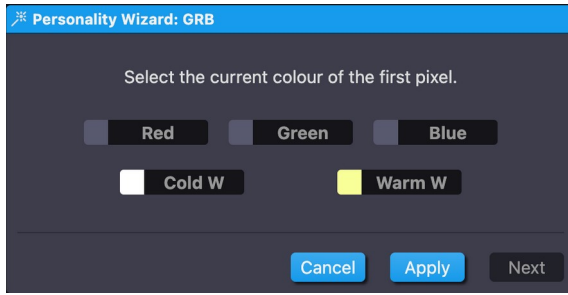 Personality Wizard: GRB
Select the current colour of the first pixel.
Red Green Blue
Cold W Warm W
Cancel Apply Next